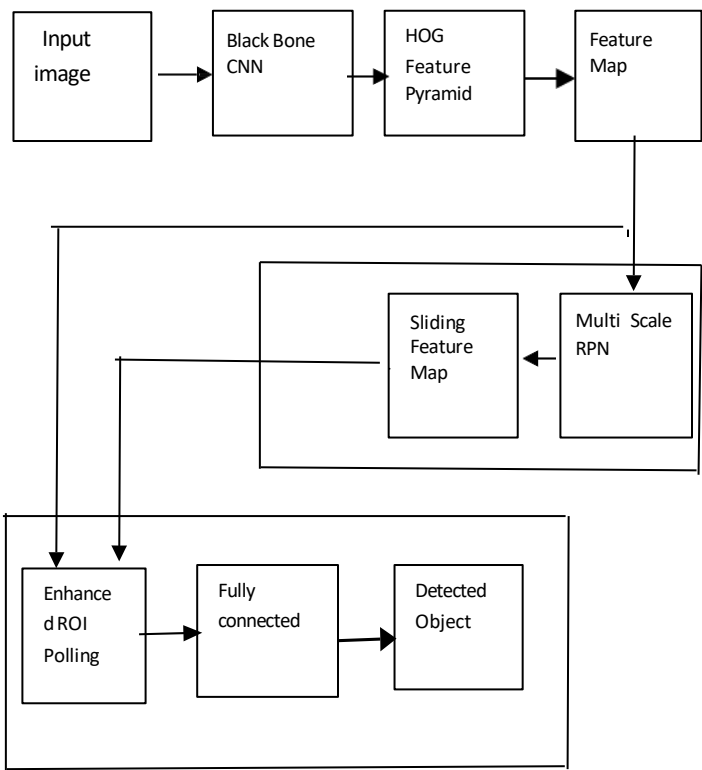 Input
image
Black Bone
CNN
HOG
Feature
Pyramid
Feature
Map
Sliding
Feature
Map
Multi Scale
RPN
Enhance
d ROI
Polling
Fully
connected
Detected
Object